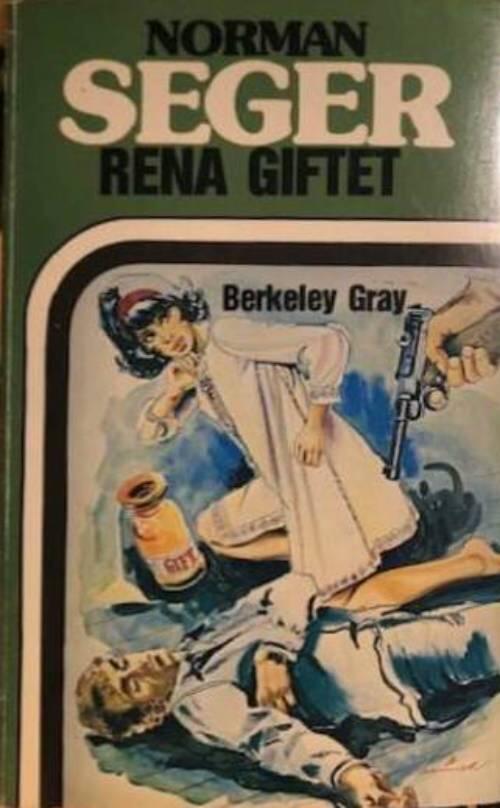 NORMAN
SEGER
RENA GIFTET
Berkeley Gray
GIFT